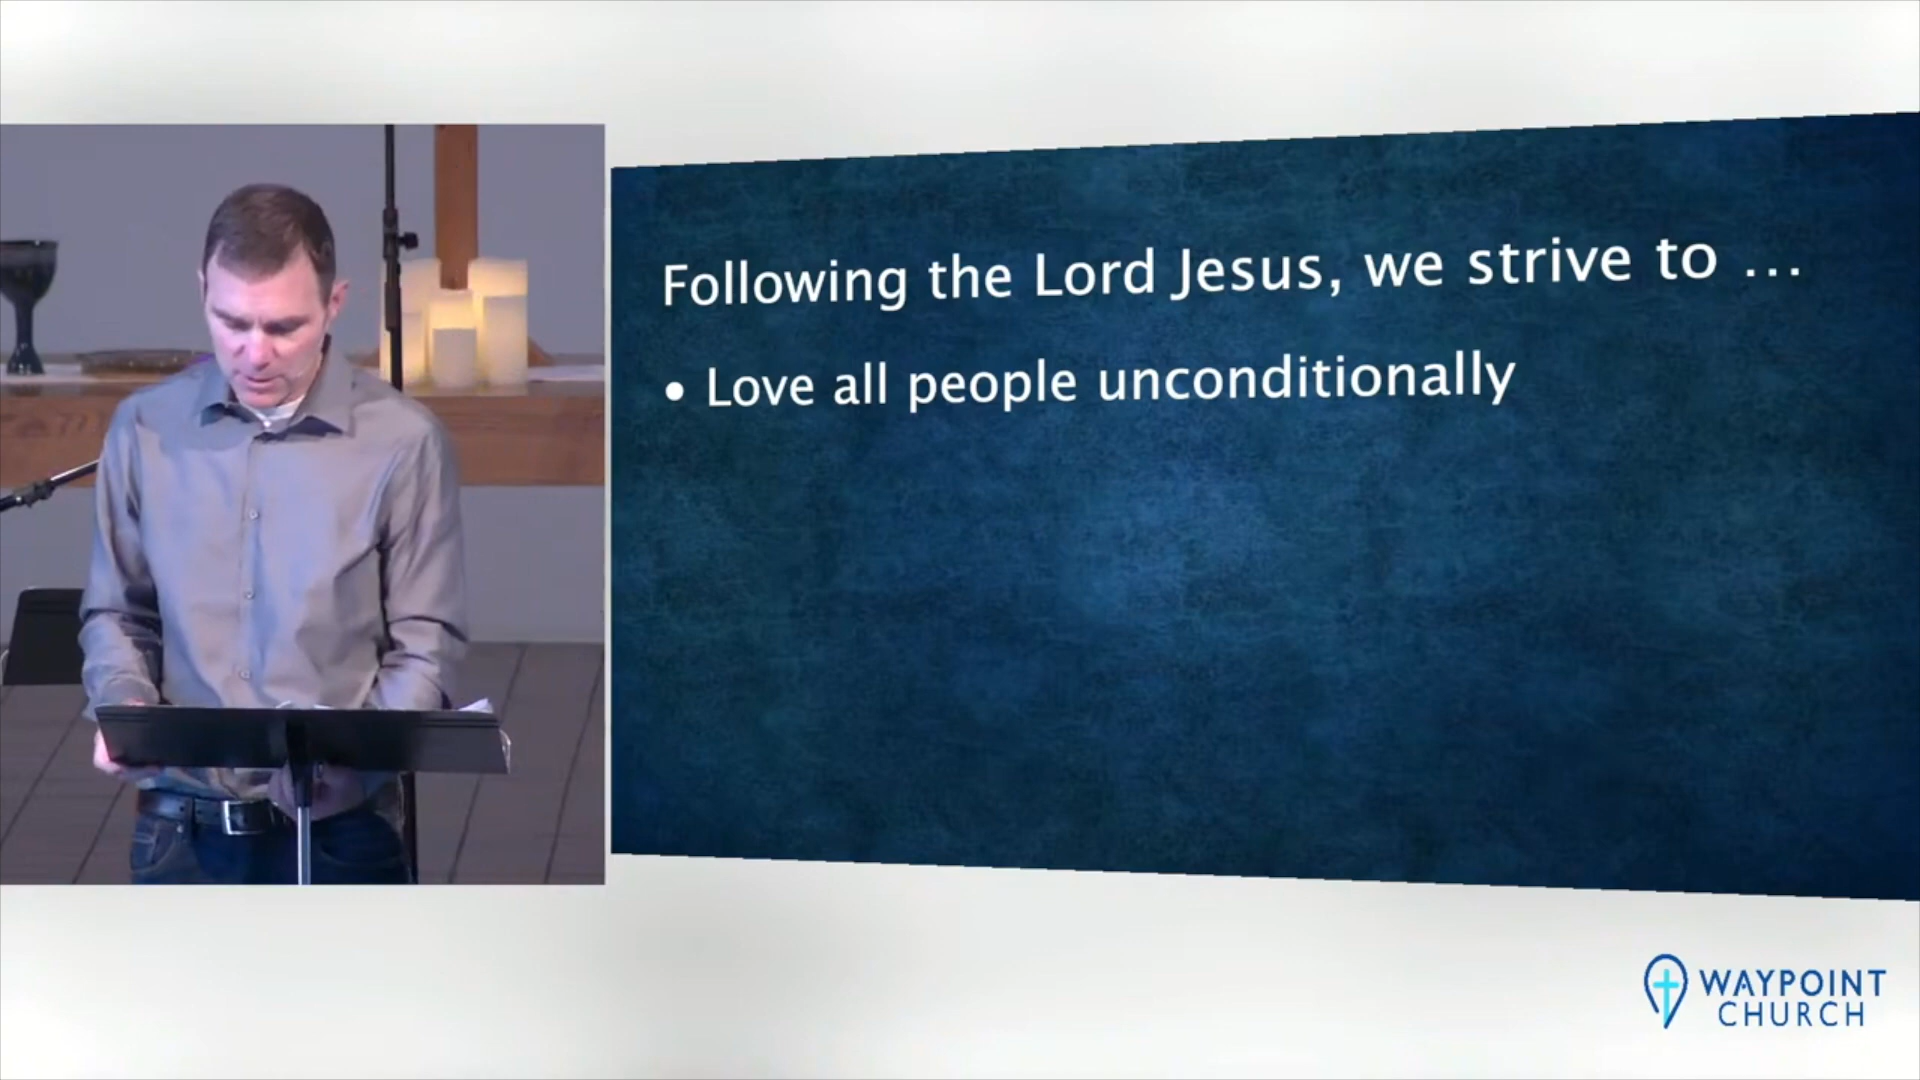 Following the Lord Jesus, we strive to ...
• Love all people unconditionally
WAYPOINT
CHURCH